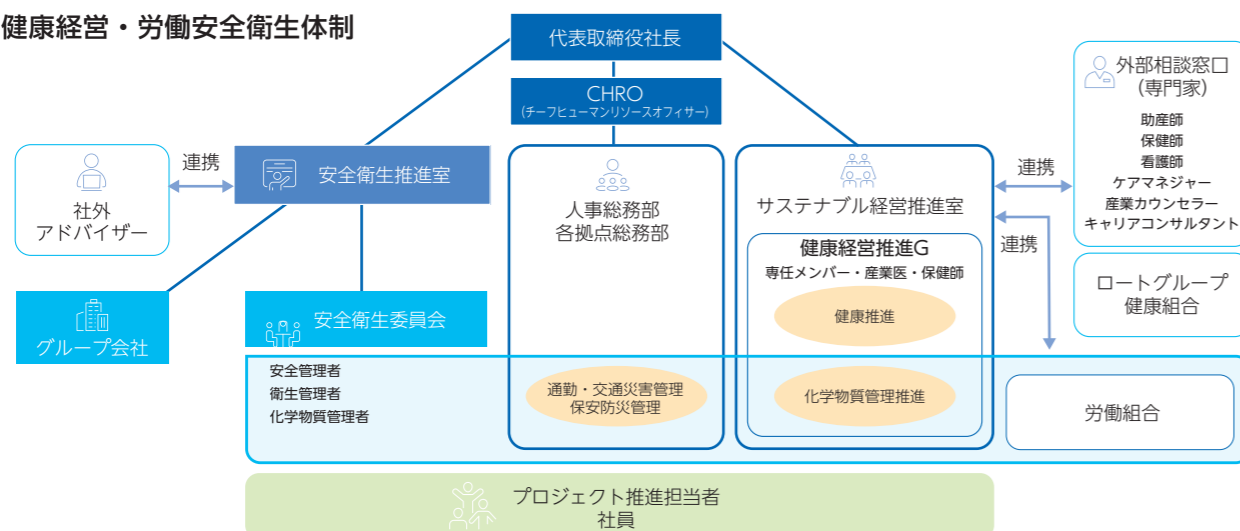 健康経営・労働安全衛生体制
代表取締役社長
CHRO
(チーフヒューマンリソースオフィサー)
外部相談窓口
(専門家)
助産師
保健師
看護師
ケアマネジャー
産業カウンセラー
キャリアコンサルタント
社外
アドバイザー
連携
安全衛生推進室
人事総務部
各拠点総務部
サステナブル経営推進室
連携
連携
健康経営推進G
専任メンバー・産業医・保健師
健康推進
ロートグループ
健康組合
グループ会社
安全衛生委員会
安全管理者
衛生管理者
化学物質管理者
通勤・交通災害管理
保安防災管理
化学物質管理推進
労働組合
プロジェクト推進担当者
社員